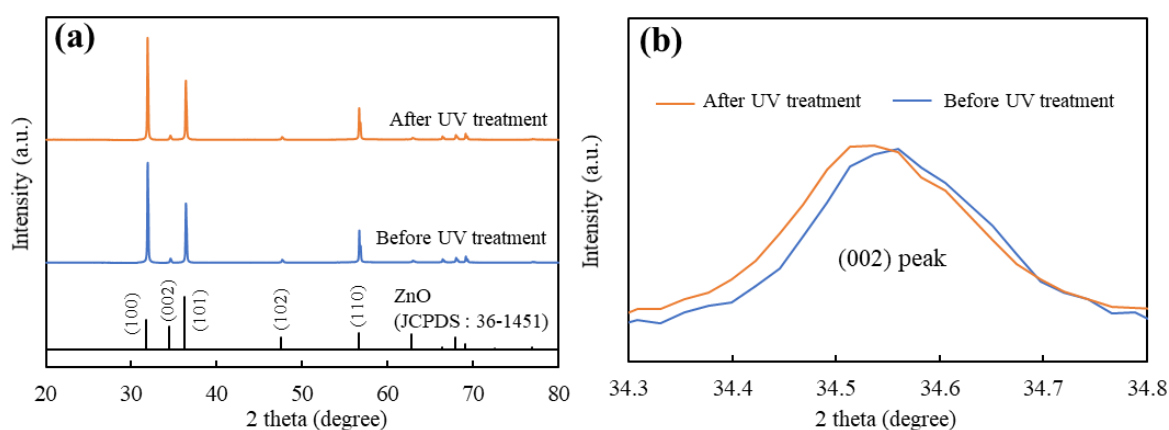 (a)
After UV treatment
Before UV treatment
(100)
(002)
(101)
(102)
(110)
ZnO
(JCPDS : 36-1451)
Intensity (a.u.)
20 30 40 50 60 70 80
2 theta (degree)
(b)
After UV treatment Before UV treatment
(002) peak
Intensity (a.u.)
34.3 34.4 34.5 34.6 34.7 34.8
2 theta (degree)